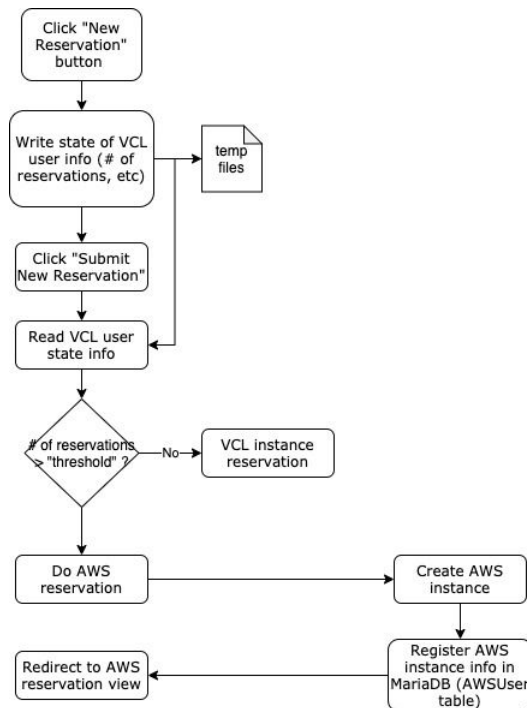 Click "New
Reservation"
button
Write state of VCL
user info (# of
reservations, etc)
temp
files
Click "Submit
New Reservation"
Read VCL user
state info
# of reservations
> "threshold" ?
No
VCL instance
reservation
Do AWS
reservation
Create AWS
instance
Register AWS
instance info in
MariaDB (AWSUser
table)
Redirect to AWS
reservation view